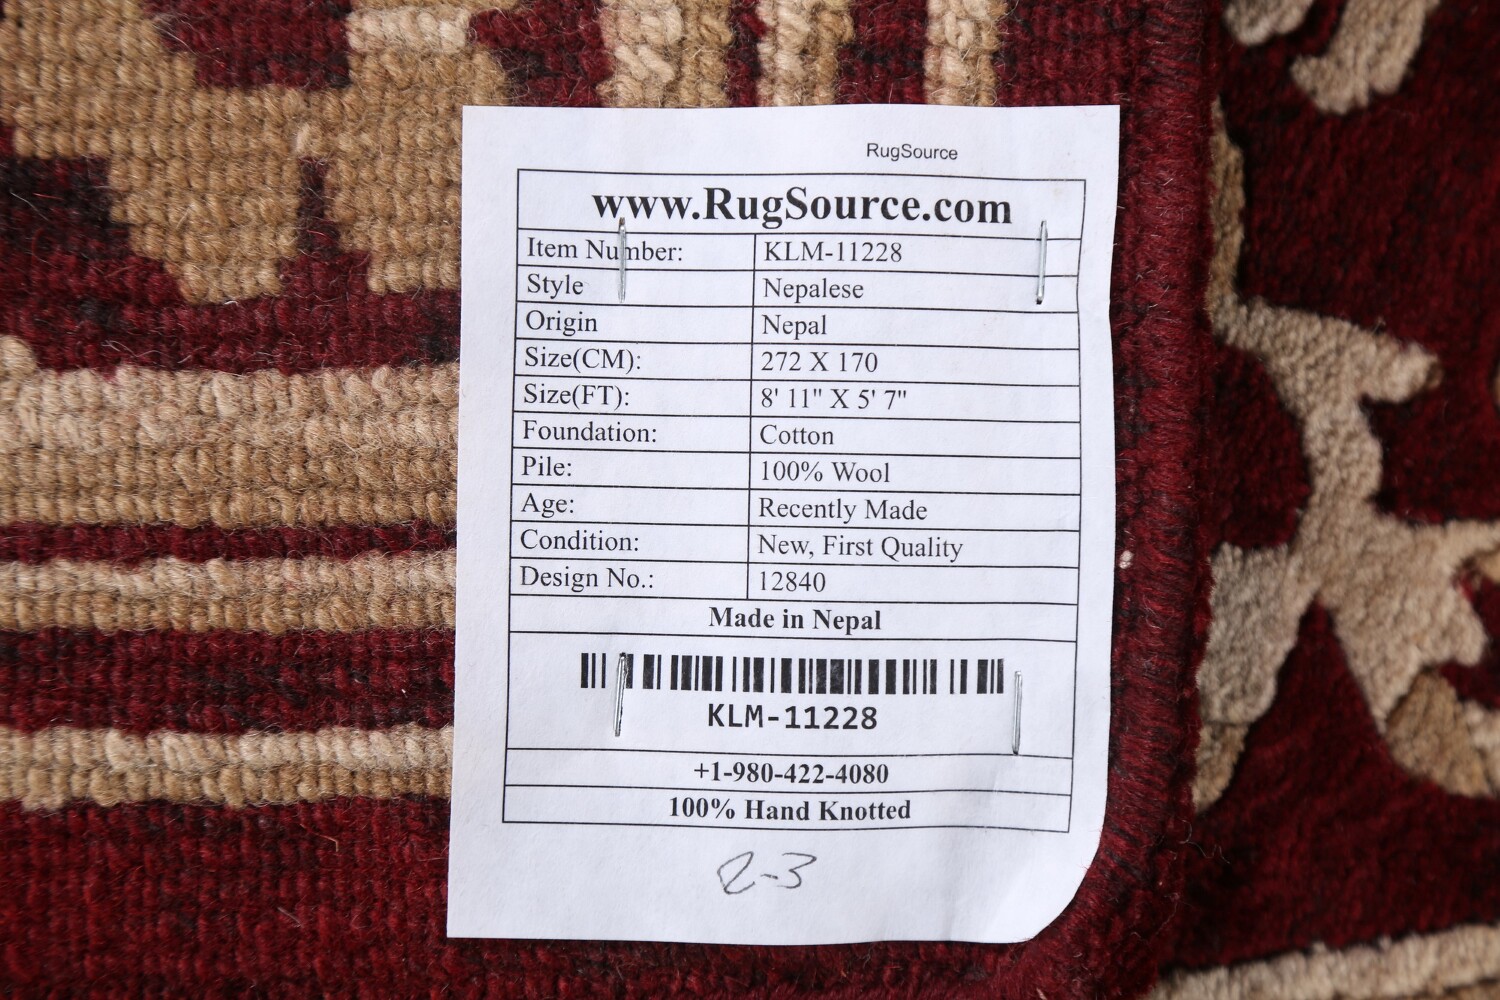 RugSource
www.RugSource.com
Item Number: KLM-11228
Style Nepalese
Origin Nepal
Size(CM): 272 X 170
Size(FT): 8' 11" X 5' 7"
Foundation: Cotton
Pile: 100% Wool
Age: Recently Made
Condition: New, First Quality
Design No.: 12840
Made in Nepal
KLM-11228
+1-980-422-4080
100% Hand Knotted
2-3